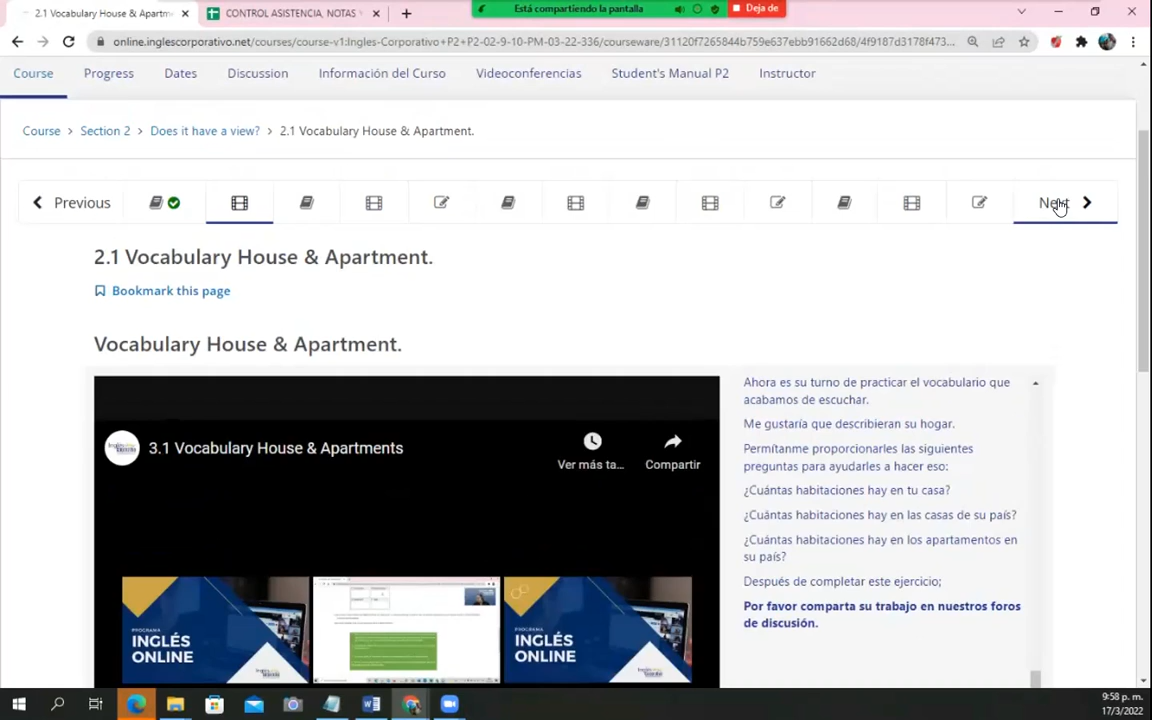 2.1 Vocabulary House & Apartm
CONTROL ASISTENCIA, NOTAS
Está compartiendo la pantalla
Deja de
online.inglescorporativo.net/courses/course-v1:Ingles-Corporativo+P2+P2-02-9-10-PM-03-22-336/courseware/31120f7265844b759e637ebb91662d68/4f9187d3178f473...
Course
Progress
Dates
Discussion
Información del Curso
Videoconferencias
Student's Manual P2
Instructor
Course > Section 2 > Does it have a view? > 2.1 Vocabulary House & Apartment.
Previous
Next
2.1 Vocabulary House & Apartment.
Bookmark this page
Vocabulary House & Apartment.
3.1 Vocabulary House & Apartments
Ver más ta...
Compartir
PROGRAMA
INGLÉS
ONLINE
PROGRAMA
INGLÉS
ONLINE
Ahora es su turno de practicar el vocabulario que
acabamos de escuchar.
Me gustaría que describieran su hogar.
Permítanme proporcionarles las siguientes
preguntas para ayudarles a hacer eso:
¿Cuántas habitaciones hay en tu casa?
¿Cuántas habitaciones hay en las casas de su país?
¿Cuántas habitaciones hay en los apartamentos en
su país?
Después de completar este ejercicio;
Por favor comparta su trabajo en nuestros foros
de discusión.
9:58 p. m.
17/3/2022